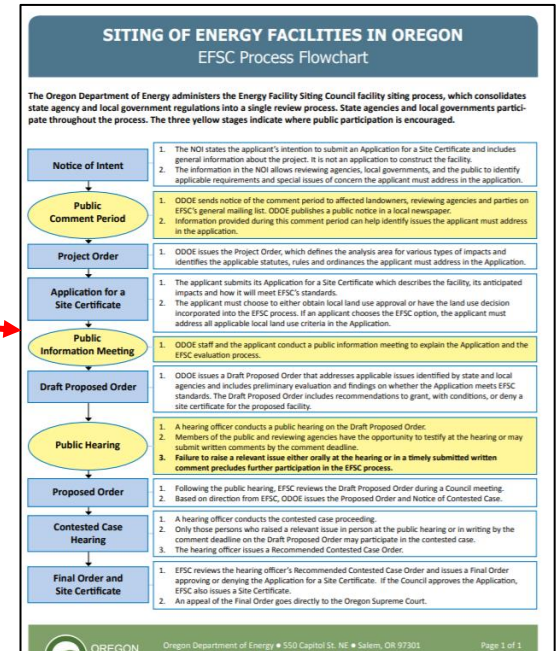 SITING OF ENERGY FACILITIES IN OREGON
EFSC Process Flowchart
The Oregon Department of Energy administers the Energy Facility Siting Council facility siting process, which consolidates
state agency and local government regulations into a single review process. State agencies and local governments partici-
pate throughout the process. The three yellow stages indicate where public participation is encouraged.
Notice of Intent
1. The NOI states the applicant's intention to submit an Application for a Site Certificate and includes
general information about the project. It is not an application to construct the facility.
2. The information in the NOI allows reviewing agencies, local governments, and the public to identify
applicable requirements and special issues of concern the applicant must address in the application.
Public
Comment Period
1. ODOE sends notice of the comment period to affected landowners, reviewing agencies and parties on
EFSC's general mailing list. ODOE publishes a public notice in a local newspaper.
2. Information provided during this comment period can help identify issues the applicant must address
in the application.
Project Order
1. ODOE issues the Project Order, which defines the analysis area for various types of impacts and
identifies the applicable statutes, rules and ordinances the applicant must address in the Application.
Application for a
Site Certificate
1. The applicant submits its Application for a Site Certificate which describes the facility, its anticipated
impacts and how it will meet EFSC's standards.
2. The applicant must choose to either obtain local land use approval or have the land use decision
incorporated into the EFSC process. If an applicant chooses the EFSC option, the applicant must
address all applicable local land use criteria in the Application.
Public
Information Meeting
1. ODOE staff and the applicant conduct a public information meeting to explain the Application and the
EFSC evaluation process.
Draft Proposed Order
1. ODOE issues a Draft Proposed Order that addresses applicable issues identified by state and local
agencies and includes preliminary evaluation and findings on whether the Application meets EFSC
standards. The Draft Order includes recommendations to grant, with conditions, or deny a
site certificate for the proposed facility.
Public Hearing
1. A hearing officer conducts a public hearing on the Draft Proposed Order.
2. Members of the public and reviewing agencies have the opportunity to testify at the hearing or may
submit written comments by the comment deadline.
3. Failure to raise a relevant issue either orally at the hearing or in a timely submitted written
comment precludes further participation in the EFSC process.
Proposed Order
1. Following the public hearing, EFSC reviews the Draft Proposed Order during a Council meeting.
2. Based on direction from EFSC, ODOE issues the Proposed Order and Notice of Contested Case.
Contested Case
Hearing
1. A hearing officer conducts the contested case proceeding.
2. Only those persons who raised a relevant issue in person at the public hearing or in writing by the
comment deadline on the Draft Proposed Order may participate in the contested case.
3. The hearing officer issues a Recommended Contested Case Order.
Final Order and
Site Certificate
1. EFSC reviews the hearing officer's Recommended Contested Case Order and issues a Final Order
approving or denying the Application for a Site Certificate. If the Council approves the Application,
EFSC also issues a Site Certificate.
2. An appeal of the Final Order goes directly to the Oregon Supreme Court.
OREGON
Oregon Department of Energy • 550 Capitol St. NE • Salem, OR 97301
Page 1 of 1